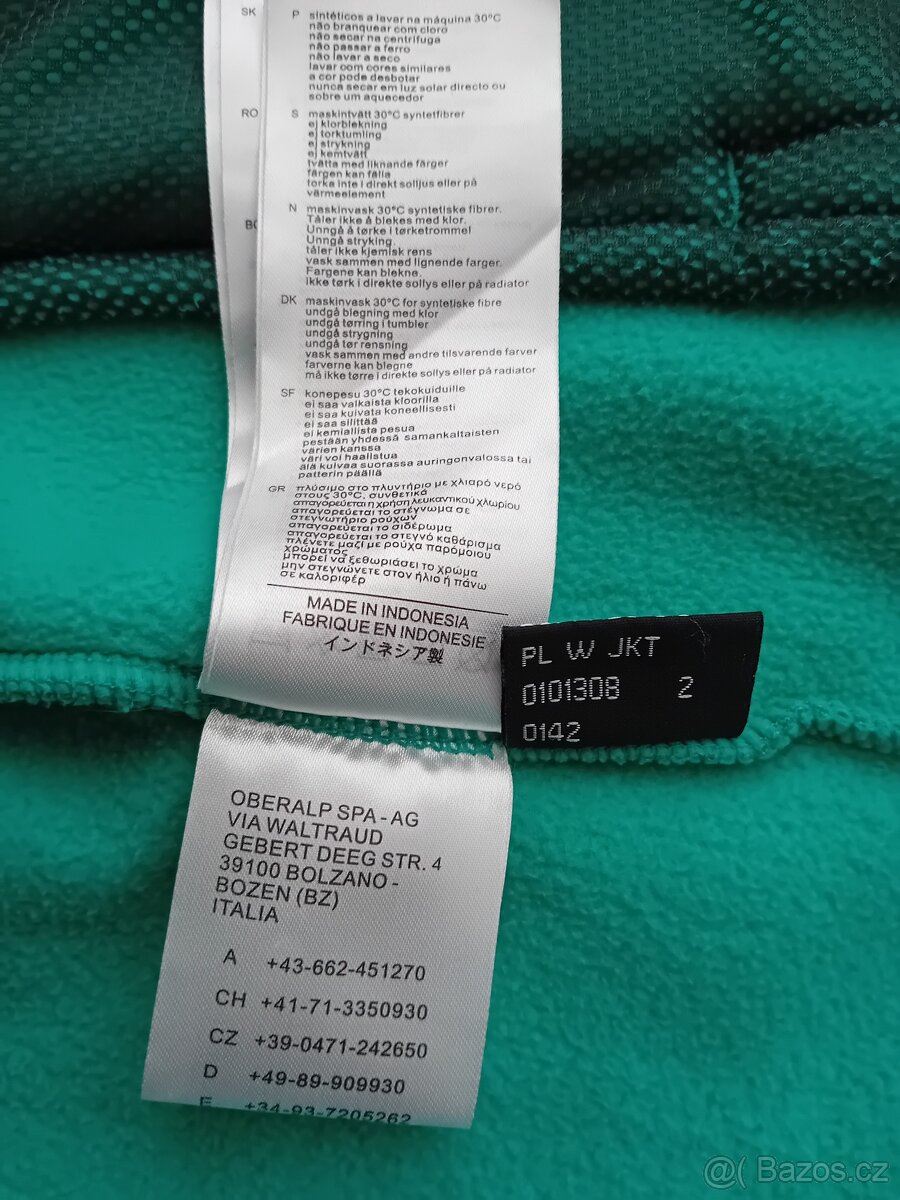 SK
RO
BG
P sintéticos a lavar na máquina 30°C
não branquear com cloro
não secar na centrifuga
não passar a ferro
não lavar a seco
lavar com cores similares
a cor pode desbotar
nunca secar em luz solar directo ou
sobre um aquecedor
S maskintvätt 30°C syntetfibrer
ej klorblekning
ej torktumling
ej strykning
ej kemtvätt
tvätta med liknande färger
färgen kan fälla
torka inte i direkt solljus eller på
värmeelement
N maskinvask 30°C syntetiske fibrer.
Tåler ikke å blekes med klor.
Unngå å tørke i tørketrommel
Unngå stryking.
tåler ikke kjemisk rens
vask sammen med lignende farger.
Fargene kan blekne.
ikke tørk i direkte sollys eller på radiator
DK maskinvask 30°C for syntetiske fibre
undgå blegning med klor
undgå tørring i tumbler
undgå strygning
undgå tør rensning
vask sammen med andre tilsvarende farver
farverne kan blegne
må ikke tørre i direkte sollys eller på radiator
SF konepesu 30°C tekokuiduille
ei saa valkaista kloorilla
ei saa kuivata koneellisesti
ei saa silittää
ei kemiallista pesua
pestään yhdessä samankaltaisten
värien kanssa
väri voi haalistua
älä kuivaa suorassa auringonvalossa tai
patterin päällä
GR πλύσιμο στο πλυντήριο με χλιαρό νερό
στους 30°C, συνθετικά
απαγορεύεται η χρήση λευκαντικού χλωρίου
απαγορεύεται το στέγνωμα σε
στεγνωτήριο ρούχων
απαγορεύεται το σιδέρωμα
απαγορεύεται το στεγνό καθάρισμα
πλένετε μαζί με ρούχα παρόμοιου
χρώματος
μπορεί να ξεθωριάσει το χρώμα
μην στεγνώνετε στον ήλιο ή πάνω
σε καλοριφέρ
MADE IN INDONESIA
FABRIQUE EN INDONESIE
インドネシア製
PL W JKT
0101308 2
0142
OBERALP SPA - AG
VIA WALTRAUD
GEBERT DEEG STR. 4
39100 BOLZANO -
BOZEN (BZ)
ITALIA
A +43-662-451270
CH +41-71-3350930
CZ +39-0471-242650
D +49-89-909930
E +34-93-7205262
@( Bazos.cz